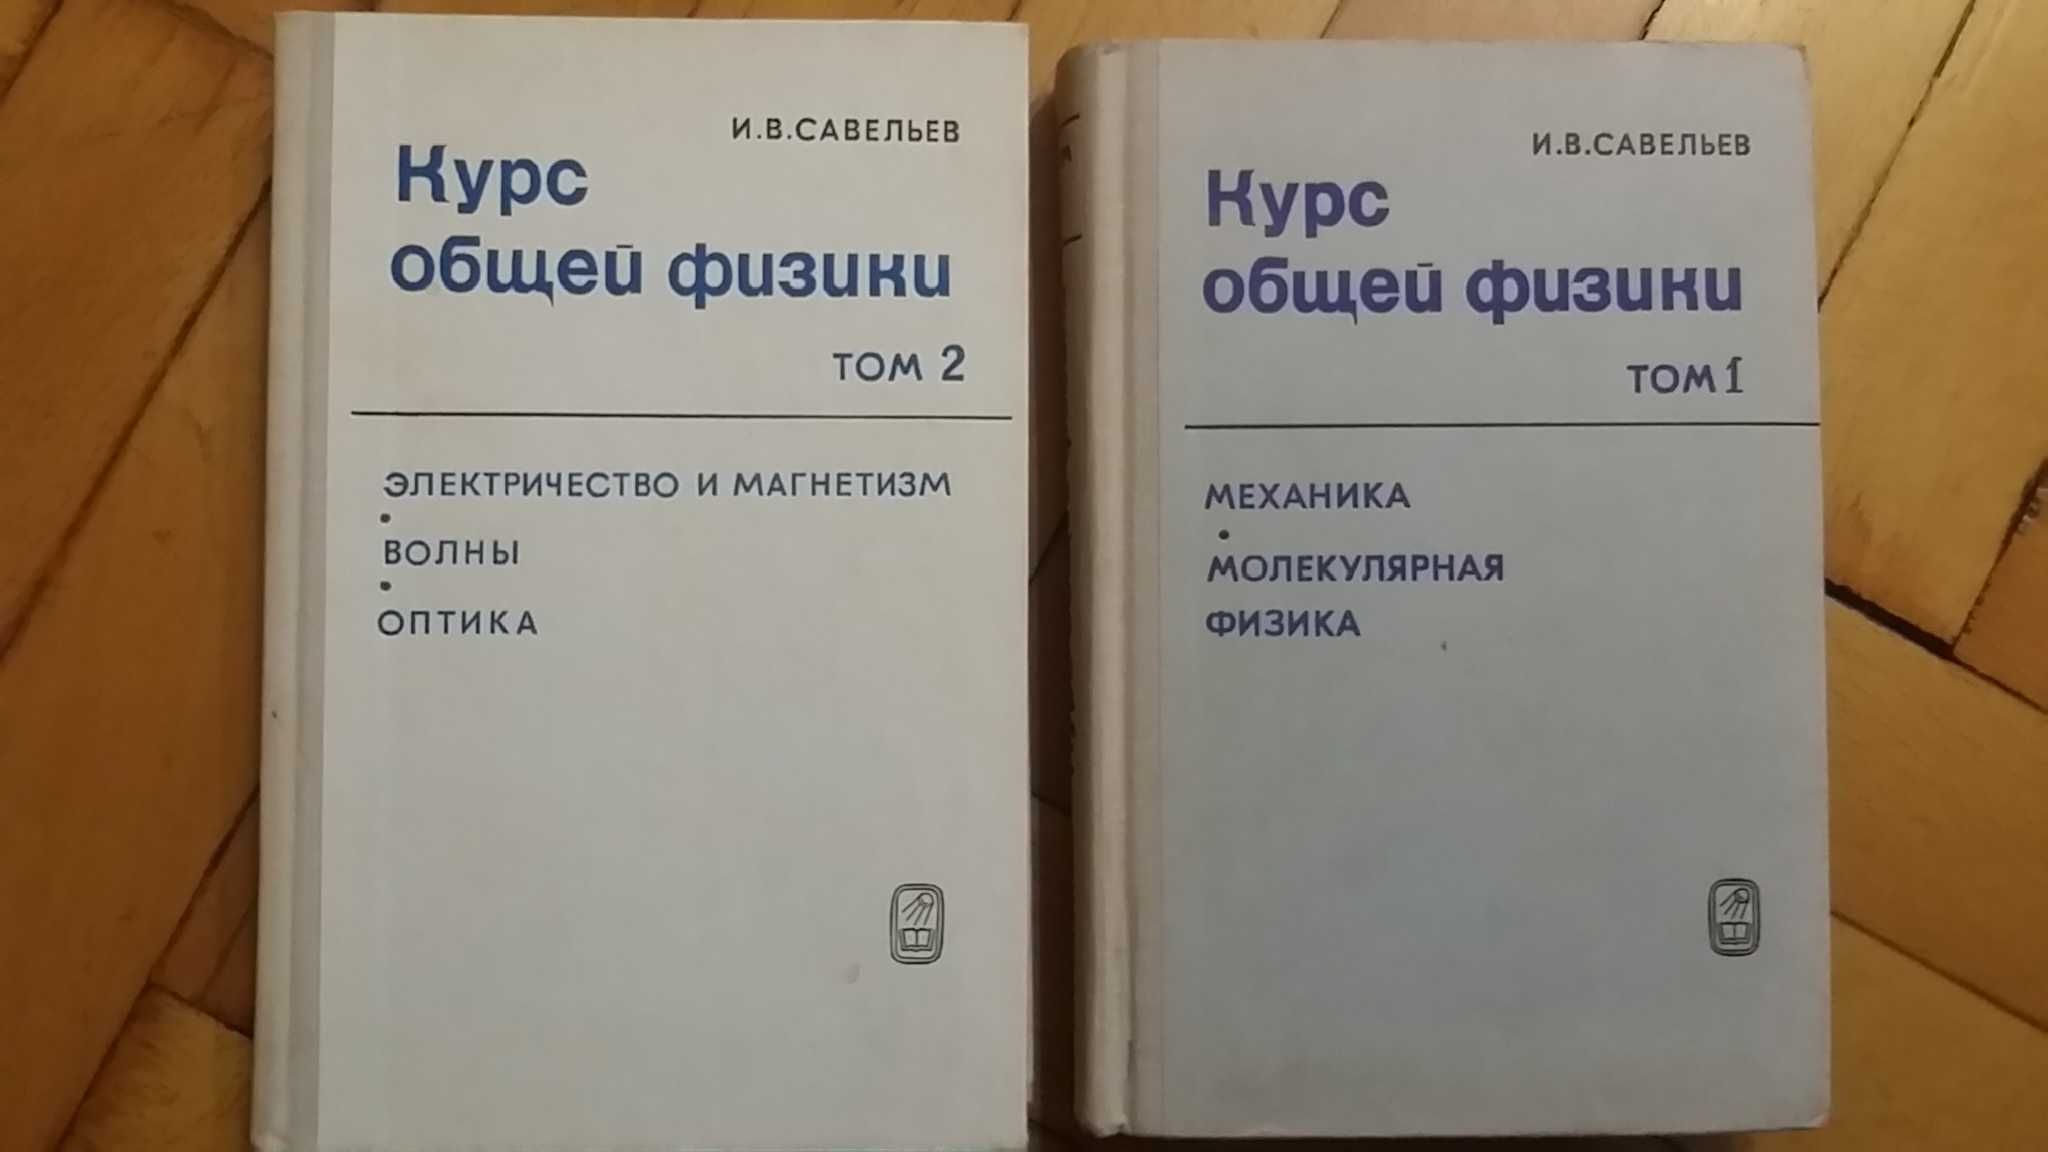 И.В.САВЕЛЬЕВ
Курс
общей физики
ТОМ 2
ЭЛЕКТРИЧЕСТВО И МАГНЕТИЗМ
•
ВОЛНЫ
•
ОПТИКА
И.В.САВЕЛЬЕВ
Курс
общей физики
ТОМ 1
МЕХАНИКА
•
МОЛЕКУЛЯРНАЯ
ФИЗИКА